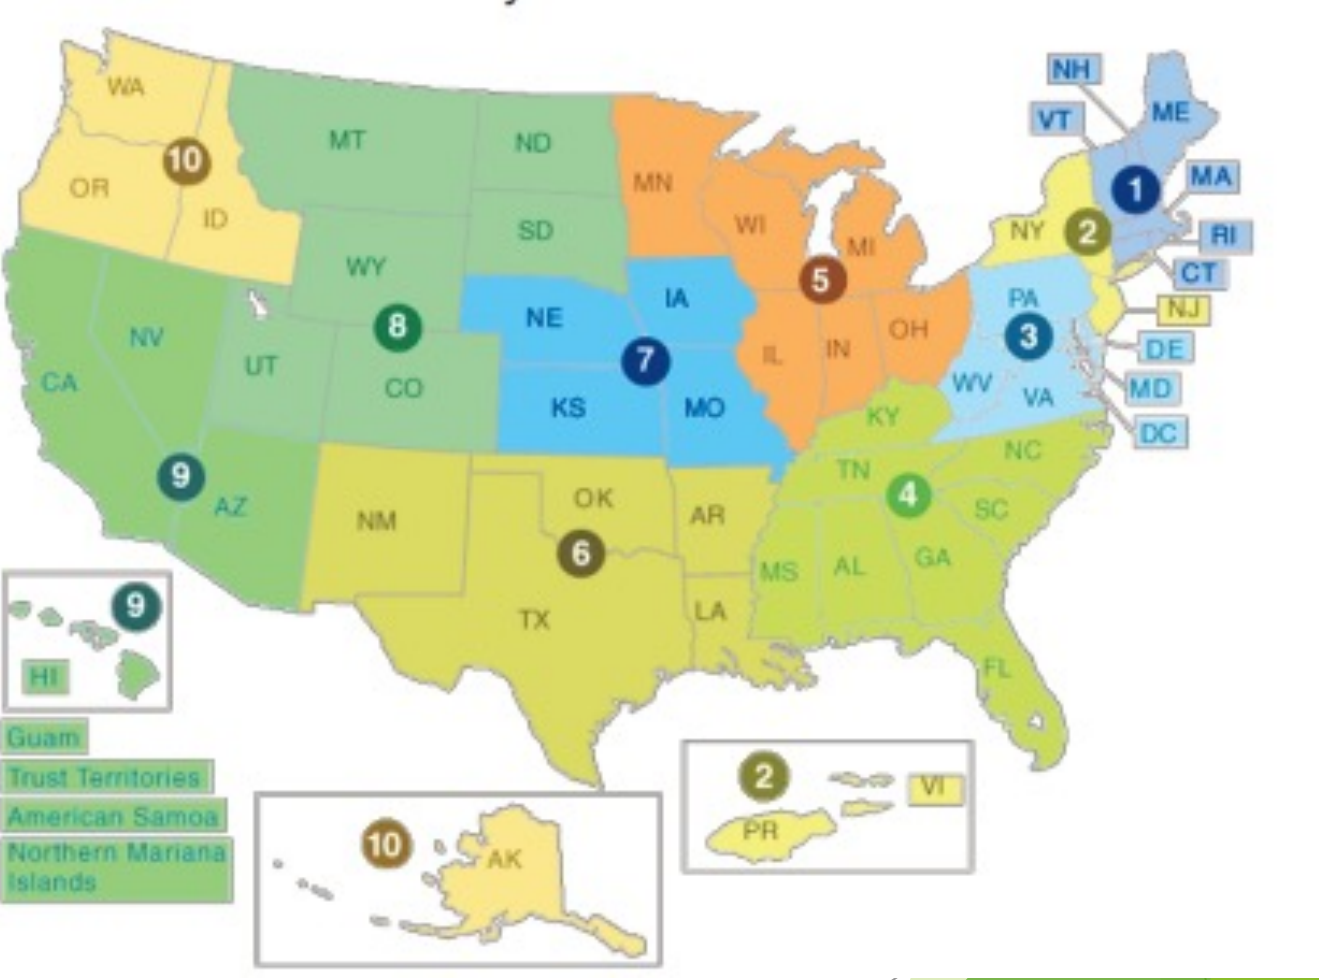 NH
WA
ME
VT
MT
ND
10
MN
MA
OR
1
ID
WI
NY
2
RI
SD
MI
WY
CT
5
IA
PA
NJ
NE
8
OH
3
NV
DE
IL
IN
7
UT
CA
WV
MD
CO
VA
KS
MO
KY
DC
NC
TN
9
4
OK
AZ
SC
AR
NM
6
GA
AL
MS
9
LA
TX
FL
HI
Guam
Trust Territories
2
VI
American Samoa
PR
10
Northern Mariana
Islands
AK